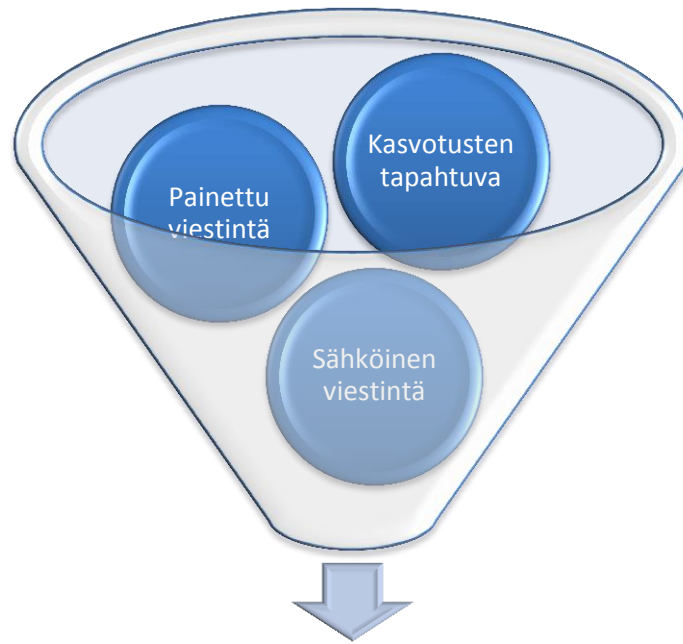 Painettu
viestintä
Kasvotusten
tapahtuva
Sähköinen
viestintä